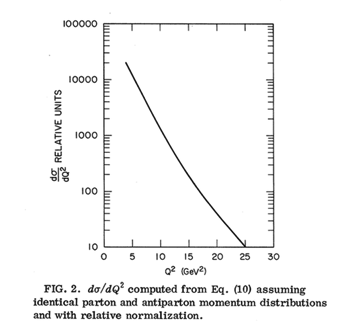 100000
10000
1000
100
10
dσ/dQ² RELATIVE UNITS
0 5 10 15 20 25 30
Q² (GeV²)
FIG. 2. dσ/dQ² computed from Eq. (10) assuming
identical parton and antiparton momentum distributions
and with relative normalization.